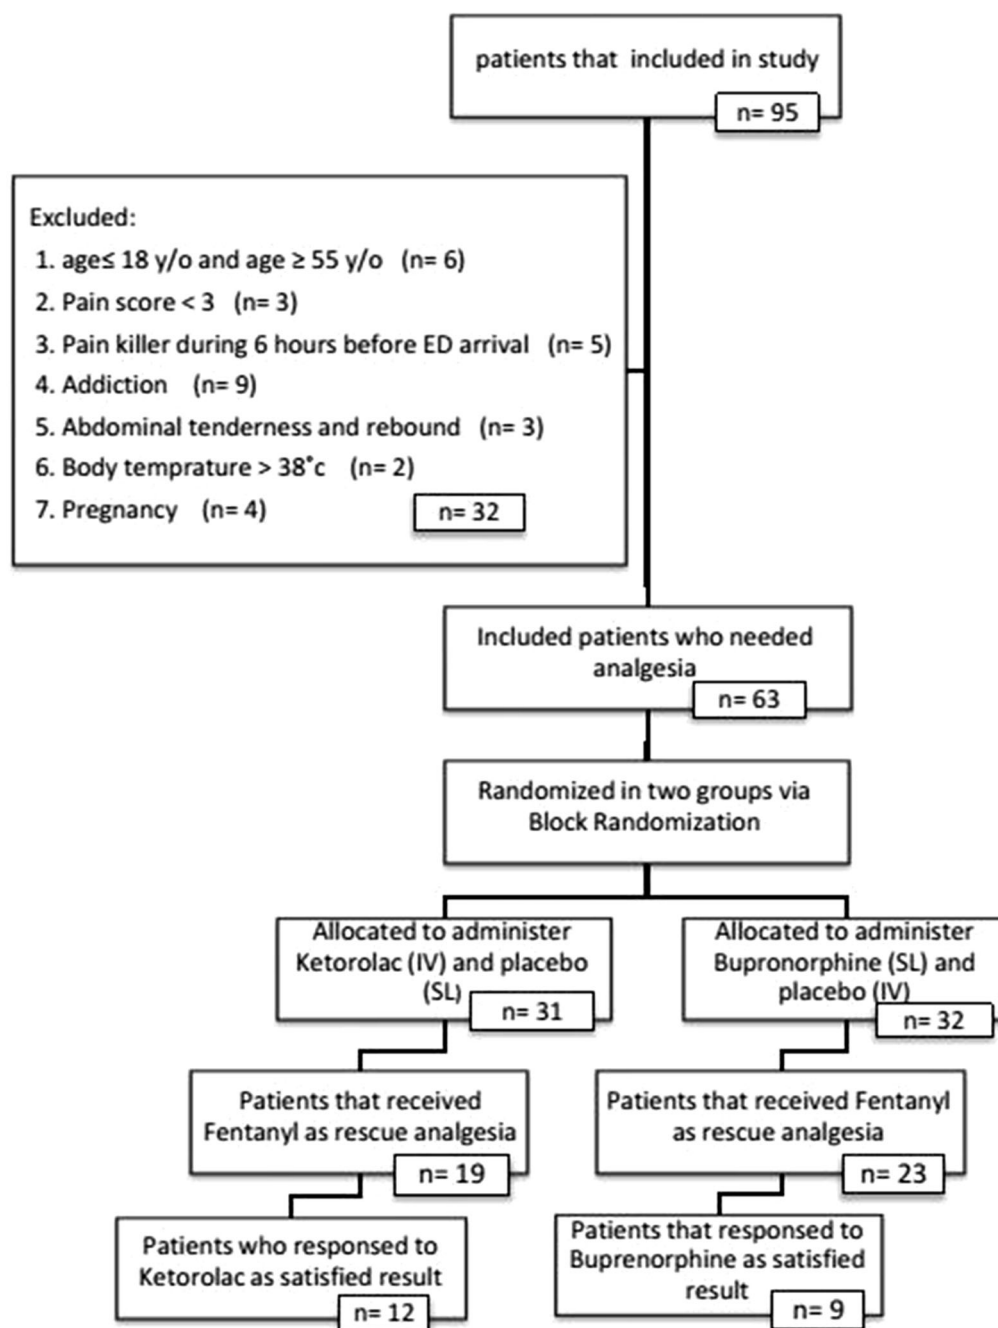 patients that included in study
n= 95
Excluded:
1. age≤ 18 y/o and age ≥ 55 y/o (n= 6)
2. Pain score < 3 (n= 3)
3. Pain killer during 6 hours before ED arrival (n= 5)
4. Addiction (n= 9)
5. Abdominal tenderness and rebound (n= 3)
6. Body temprature > 38°c (n= 2)
7. Pregnancy (n= 4)
n= 32
Included patients who needed
analgesia
n= 63
Randomized in two groups via
Block Randomization
Allocated to administer
Ketorolac (IV) and placebo
(SL)
n= 31
Allocated to administer
Bupronorphine (SL) and
placebo (IV)
n= 32
Patients that received
Fentanyl as rescue analgesia
n= 19
Patients that received Fentanyl
as rescue analgesia
n= 23
Patients who responsed to
Ketorolac as satisfied result
n= 12
Patients that responsed to
Buprenorphine as satisfied
result
n= 9